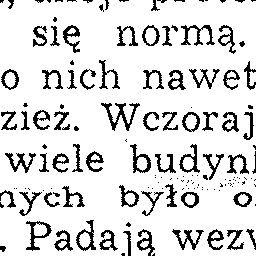 się normą.
o nich nawet
zież. Wczoraj
wiele budyn
nych było o
. Padają wezw